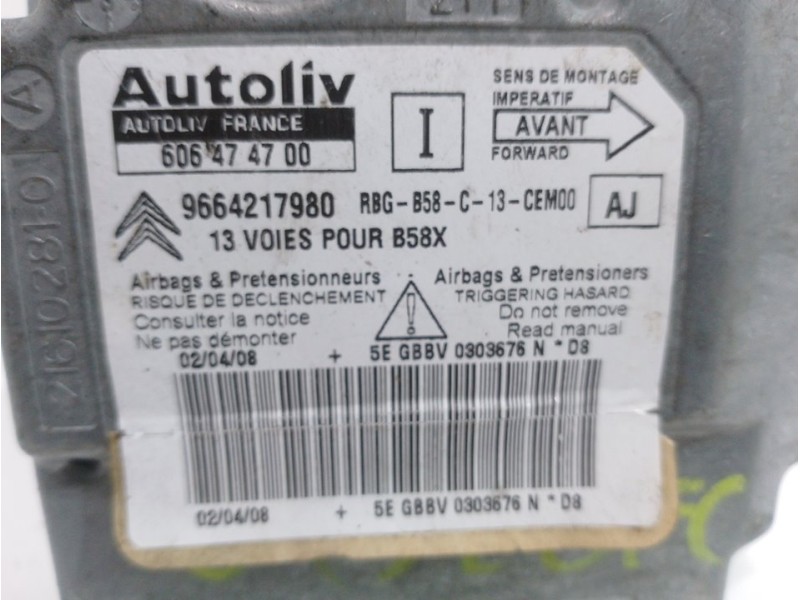 Autoliv
AUTOLIV FRANCE
606 47 47 00
I
SENS DE MONTAGE
IMPERATIF
AVANT
FORWARD
9664217980 RBG-B58-C-13-CEM00 AJ
13 VOIES POUR B58X
Airbags & Pretensionneurs
RISQUE DE DECLENCHEMENT
Consulter la notice
Ne pas démonter
Airbags & Pretensioners
TRIGGERING HASARD
Do not remove
Read manual
02/04/08 + 5E GBBV 0303676 N * D8
02/04/08 + 5E GBBV 0303676 N * D8
A
21610281-0